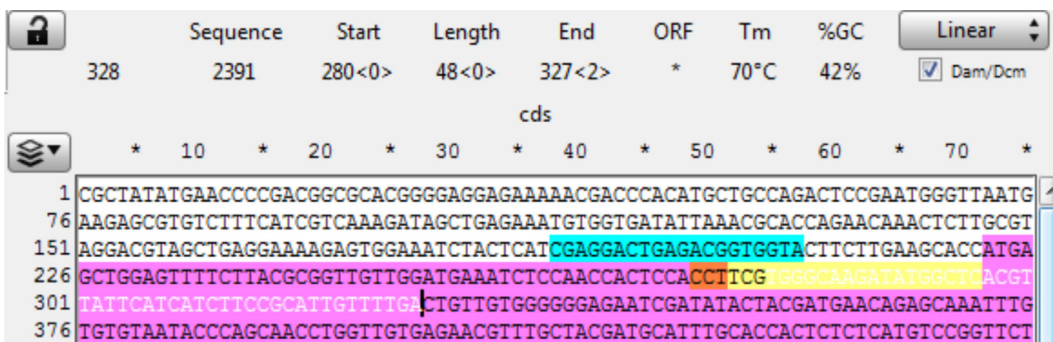 Sequence Start Length End ORF Tm %GC Linear
328 2391 280<0> 48<0> 327<2> * 70°C 42% Dam/Dcm
cds
* 10 * 20 * 30 * 40 * 50 * 60 * 70 *
1 CGCTATATGAACCCCGACGGCGCACGGGGAGGAGAAAAACGACCCACATGCTGCCAGACTCCGAATGGGTTAATG
76 AAGAGCGTGTCTTTCATCGTCAAAGATAGCTGAGAAATGTGGTGATATTAAACGCACCAGAACAAACTCTTGCGT
151 AGGACGTAGCTGAGGAAAAGAGTGGAAATCTACTCATCGAGGACTGAGACGGTGGTACTTCTTGAAGCACCATGA
226 GCTGGAGTTTTCTTACGCGGTTGTTGGATGAAATCTCCAACCACTCCACCTTCGTGGGCAAGATATGGCTCACGT
301 TATTCATCATCTTCCGCATTGTTTTGACTGTTGTGGGGGGAGAATCGATATACTACGATGAACAGAGCAAATTTG
376 TGTGTAATACCCAGCAACCTGGTTGTGAGAACGTTTGCTACGATGCATTTGCACCACTCTCTCATGTCCGGTTCT